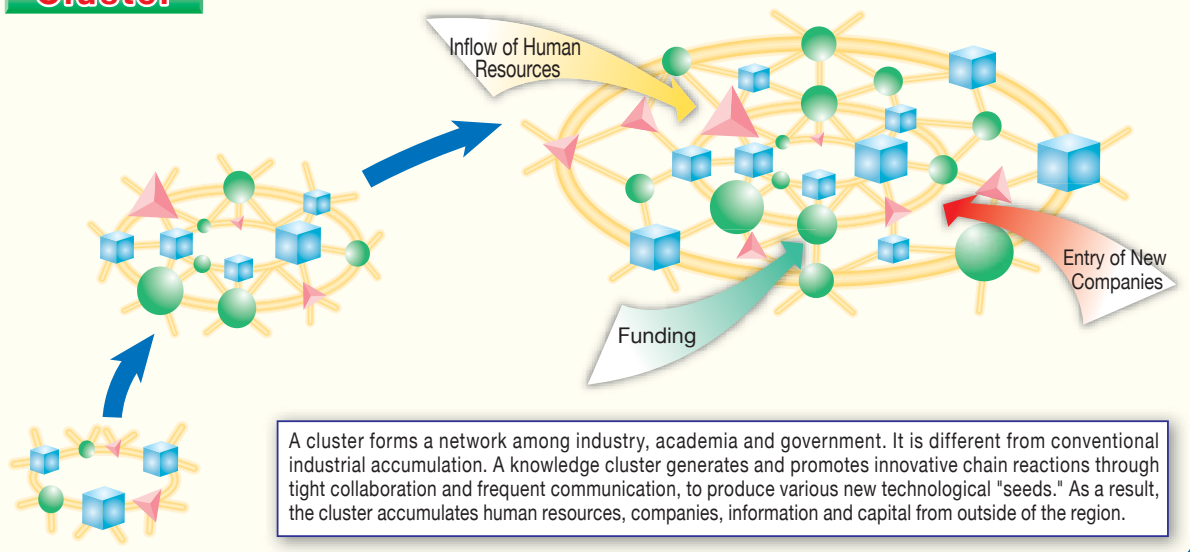 Cluster
Inflow of Human
Resources
Entry of New
Companies
Funding
A cluster forms a network among industry, academia and government. It is different from conventional
industrial accumulation. A knowledge cluster generates and promotes innovative chain reactions through
tight collaboration and frequent communication, to produce various new technological "seeds." As a result,
the cluster accumulates human resources, companies, information and capital from outside of the region.